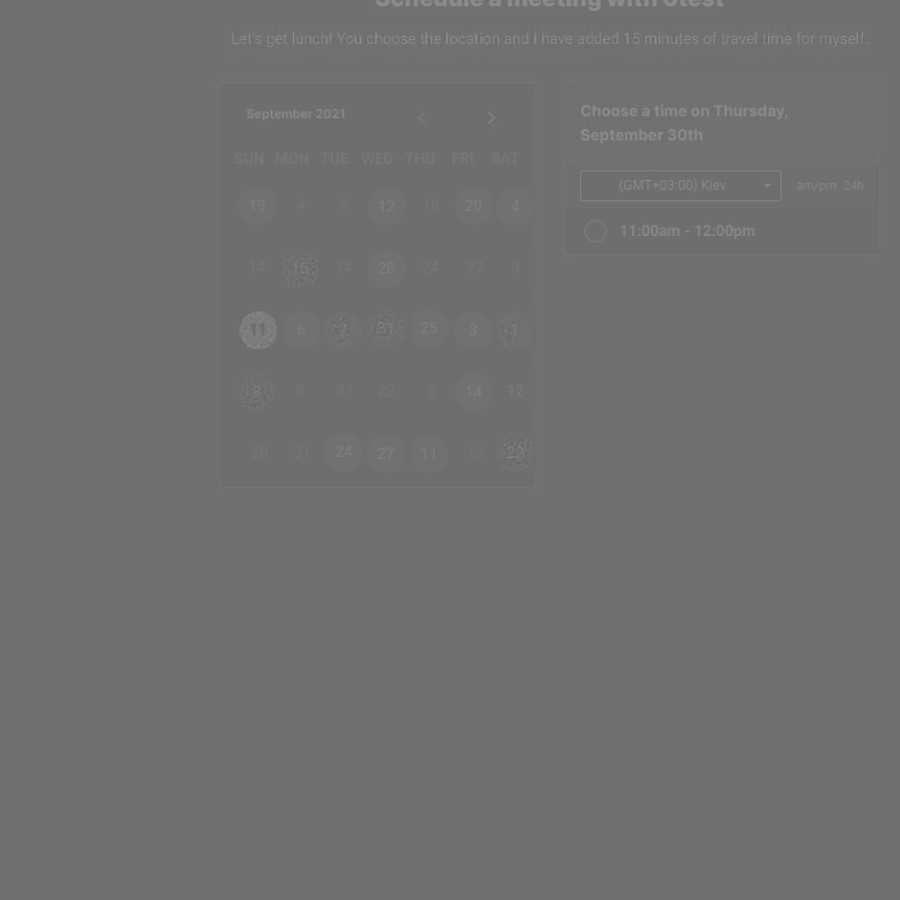 Schedule a meeting with Utest
Let's get lunch! You choose the location and I have added 15 minutes of travel time for myself.
September 2021
SUN MON TUE WED THU FRI SAT
19 4 9 12 18 20 4
14 15 14 28 24 27 8
11 6 2 31 25 3 1
8 31 22 6 14 12
20 31 24 27 11 13 22
Choose a time on Thursday,
September 30th
(GMT+03:00) Kiev am/pm 24h
11:00am - 12:00pm